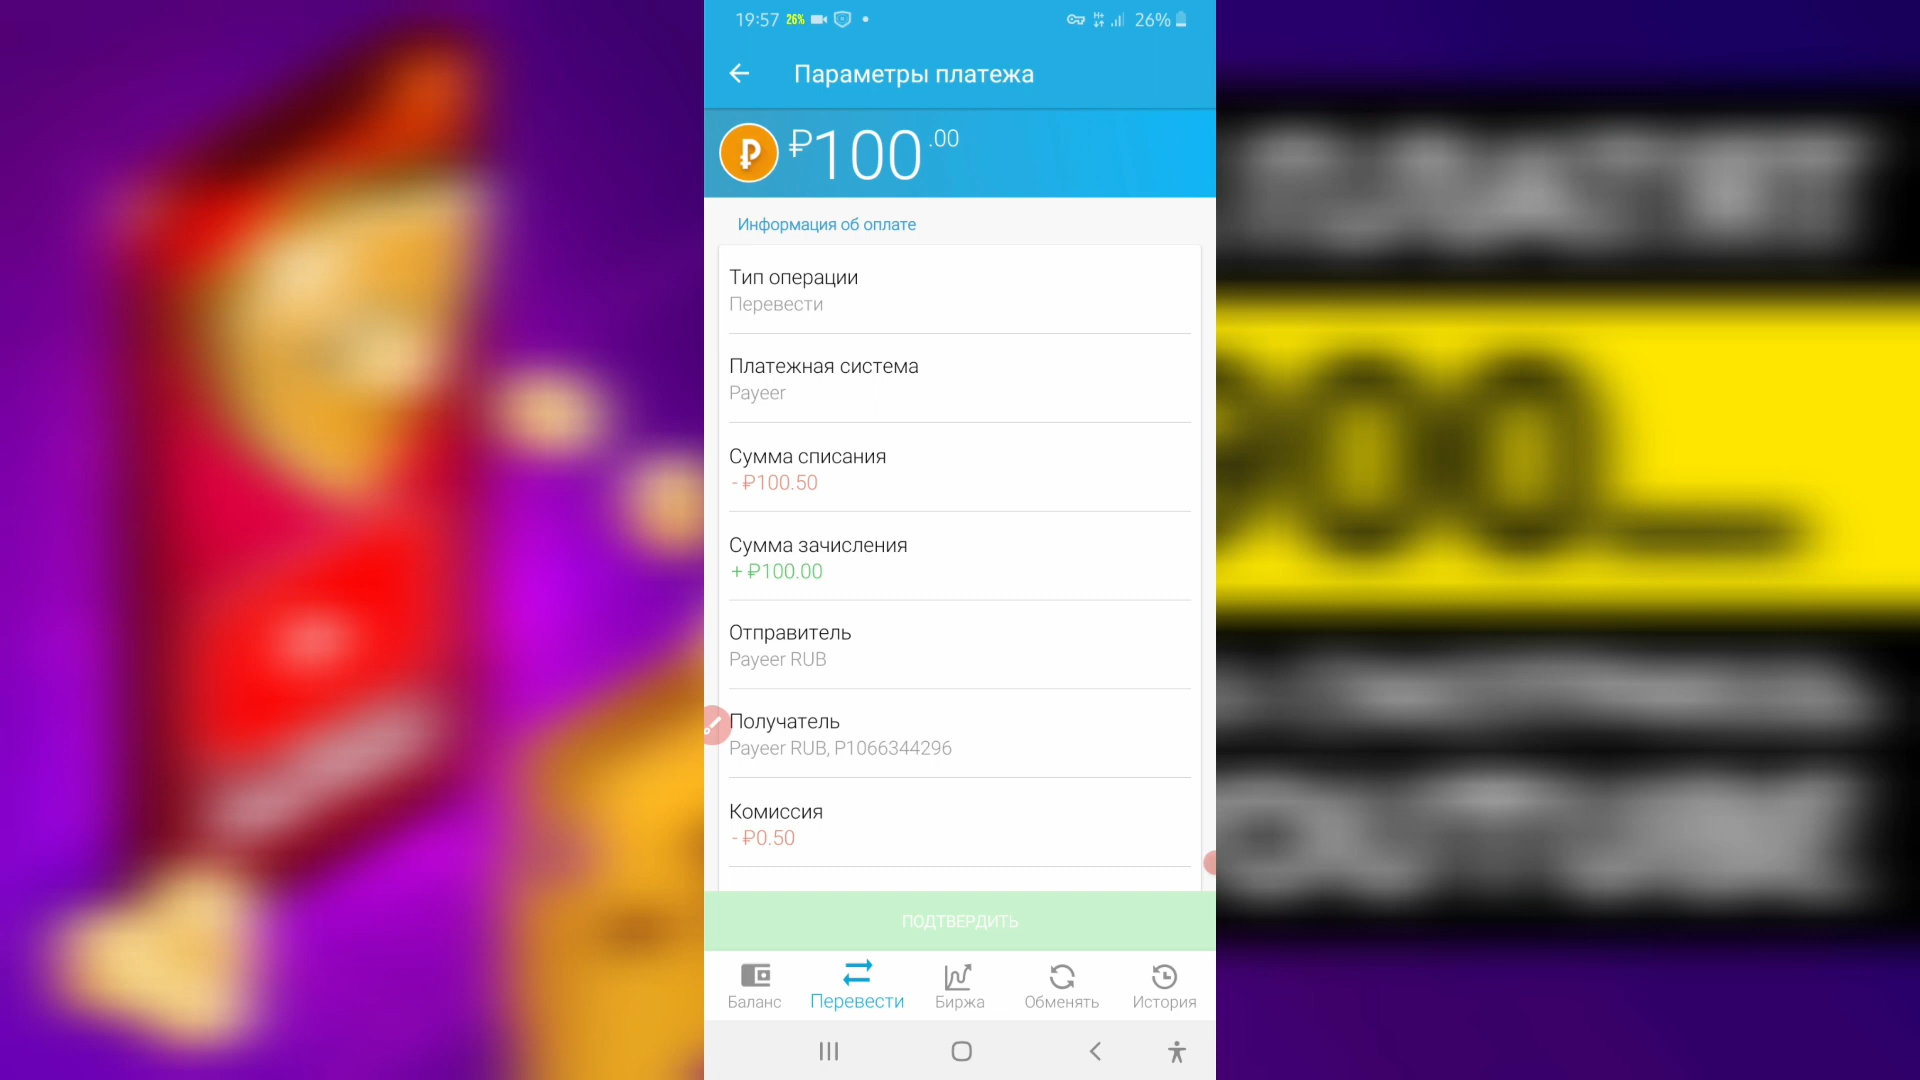 19:57 26% 26%
Параметры платежа
₽100.00
Информация об оплате
Тип операции
Перевести
Платежная система
Payeer
Сумма списания
- ₽100.50
Сумма зачисления
+ ₽100.00
Отправитель
Payeer RUB
Получатель
Payeer RUB, P1066344296
Комиссия
- ₽0.50
ПОДТВЕРДИТЬ
Баланс Перевести Биржа Обменять История